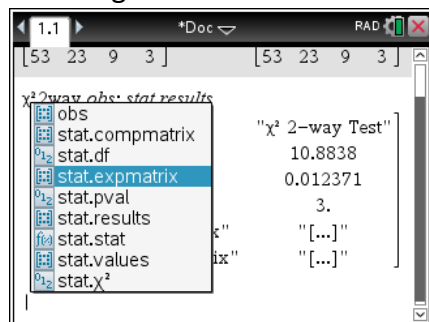 1.1 *Doc RAD
[53 23 9 3] [53 23 9 3]
χ²2way obs: stat.results
obs
stat.compmatrix "χ² 2-way Test"
stat.df 10.8838
stat.expmatrix 0.012371
stat.pval 3.
stat.results x" "[...]"
stat.stat
stat.values ix" "[...]"
stat.χ²